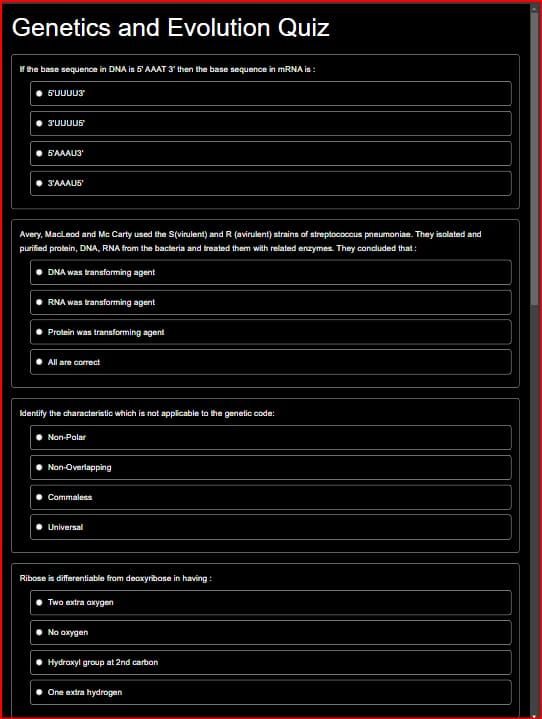 Genetics and Evolution Quiz
If the base sequence in DNA is 5' AAAT 3' then the base sequence in mRNA is :
5'UUUU3'
3'UUUU5'
5'AAAU3'
3'AAAU5'
Avery, MacLeod and Mc Carty used the S(virulent) and R (avirulent) strains of streptococcus pneumoniae. They isolated and
purified protein, DNA, RNA from the bacteria and treated them with related enzymes. They concluded that :
DNA was transforming agent
RNA was transforming agent
Protein was transforming agent
All are correct
Identify the characteristic which is not applicable to the genetic code:
Non-Polar
Non-Overlapping
Commaless
Universal
Ribose is differentiable from deoxyribose in having :
Two extra oxygen
No oxygen
Hydroxyl group at 2nd carbon
One extra hydrogen